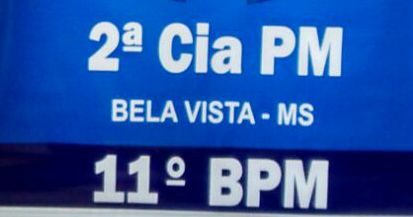 2ª Cia PM
BELA VISTA - MS
11º BPM